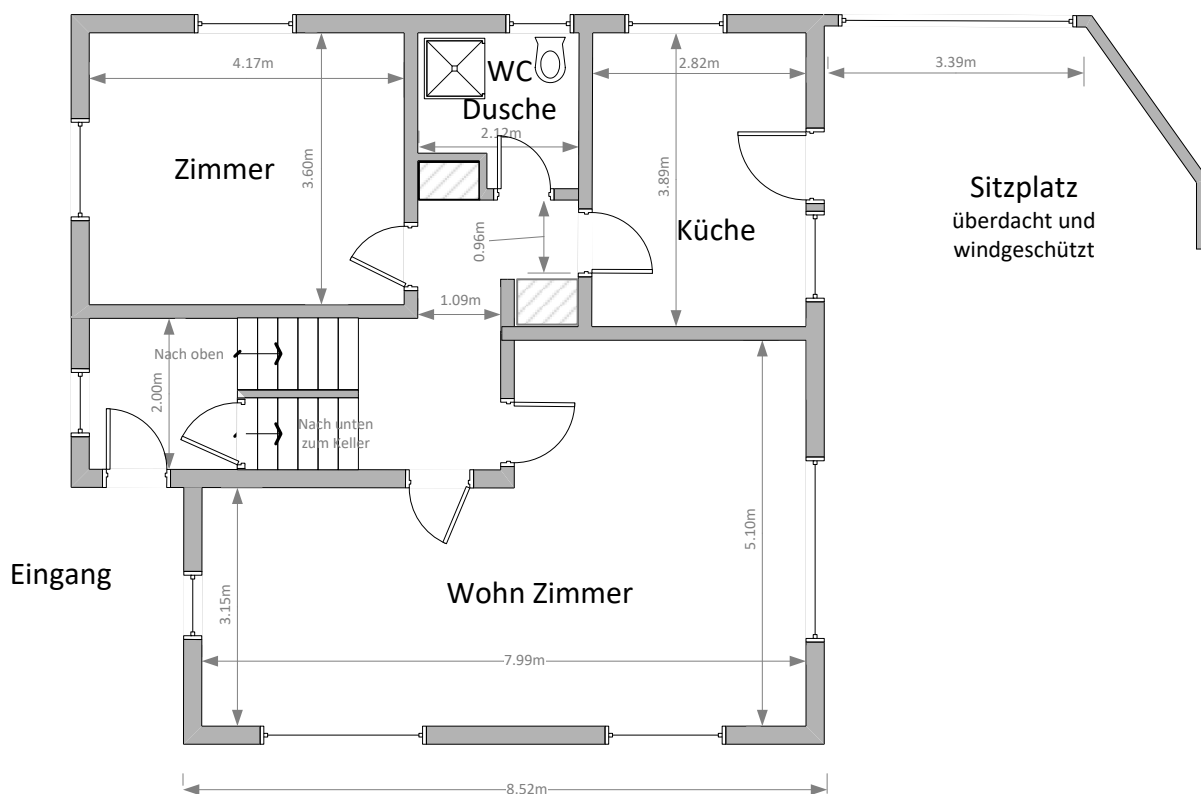 4.17m
WC
2.82m
3.39m
Dusche
2.12m
Zimmer
3.60m
3.89m
Sitzplatz
überdacht und
windgeschützt
Küche
0.96m
1.09m
Nach oben
2.00m
Nach unten
zum Keller
5.10m
Eingang
3.15m
Wohn Zimmer
7.99m
8.52m